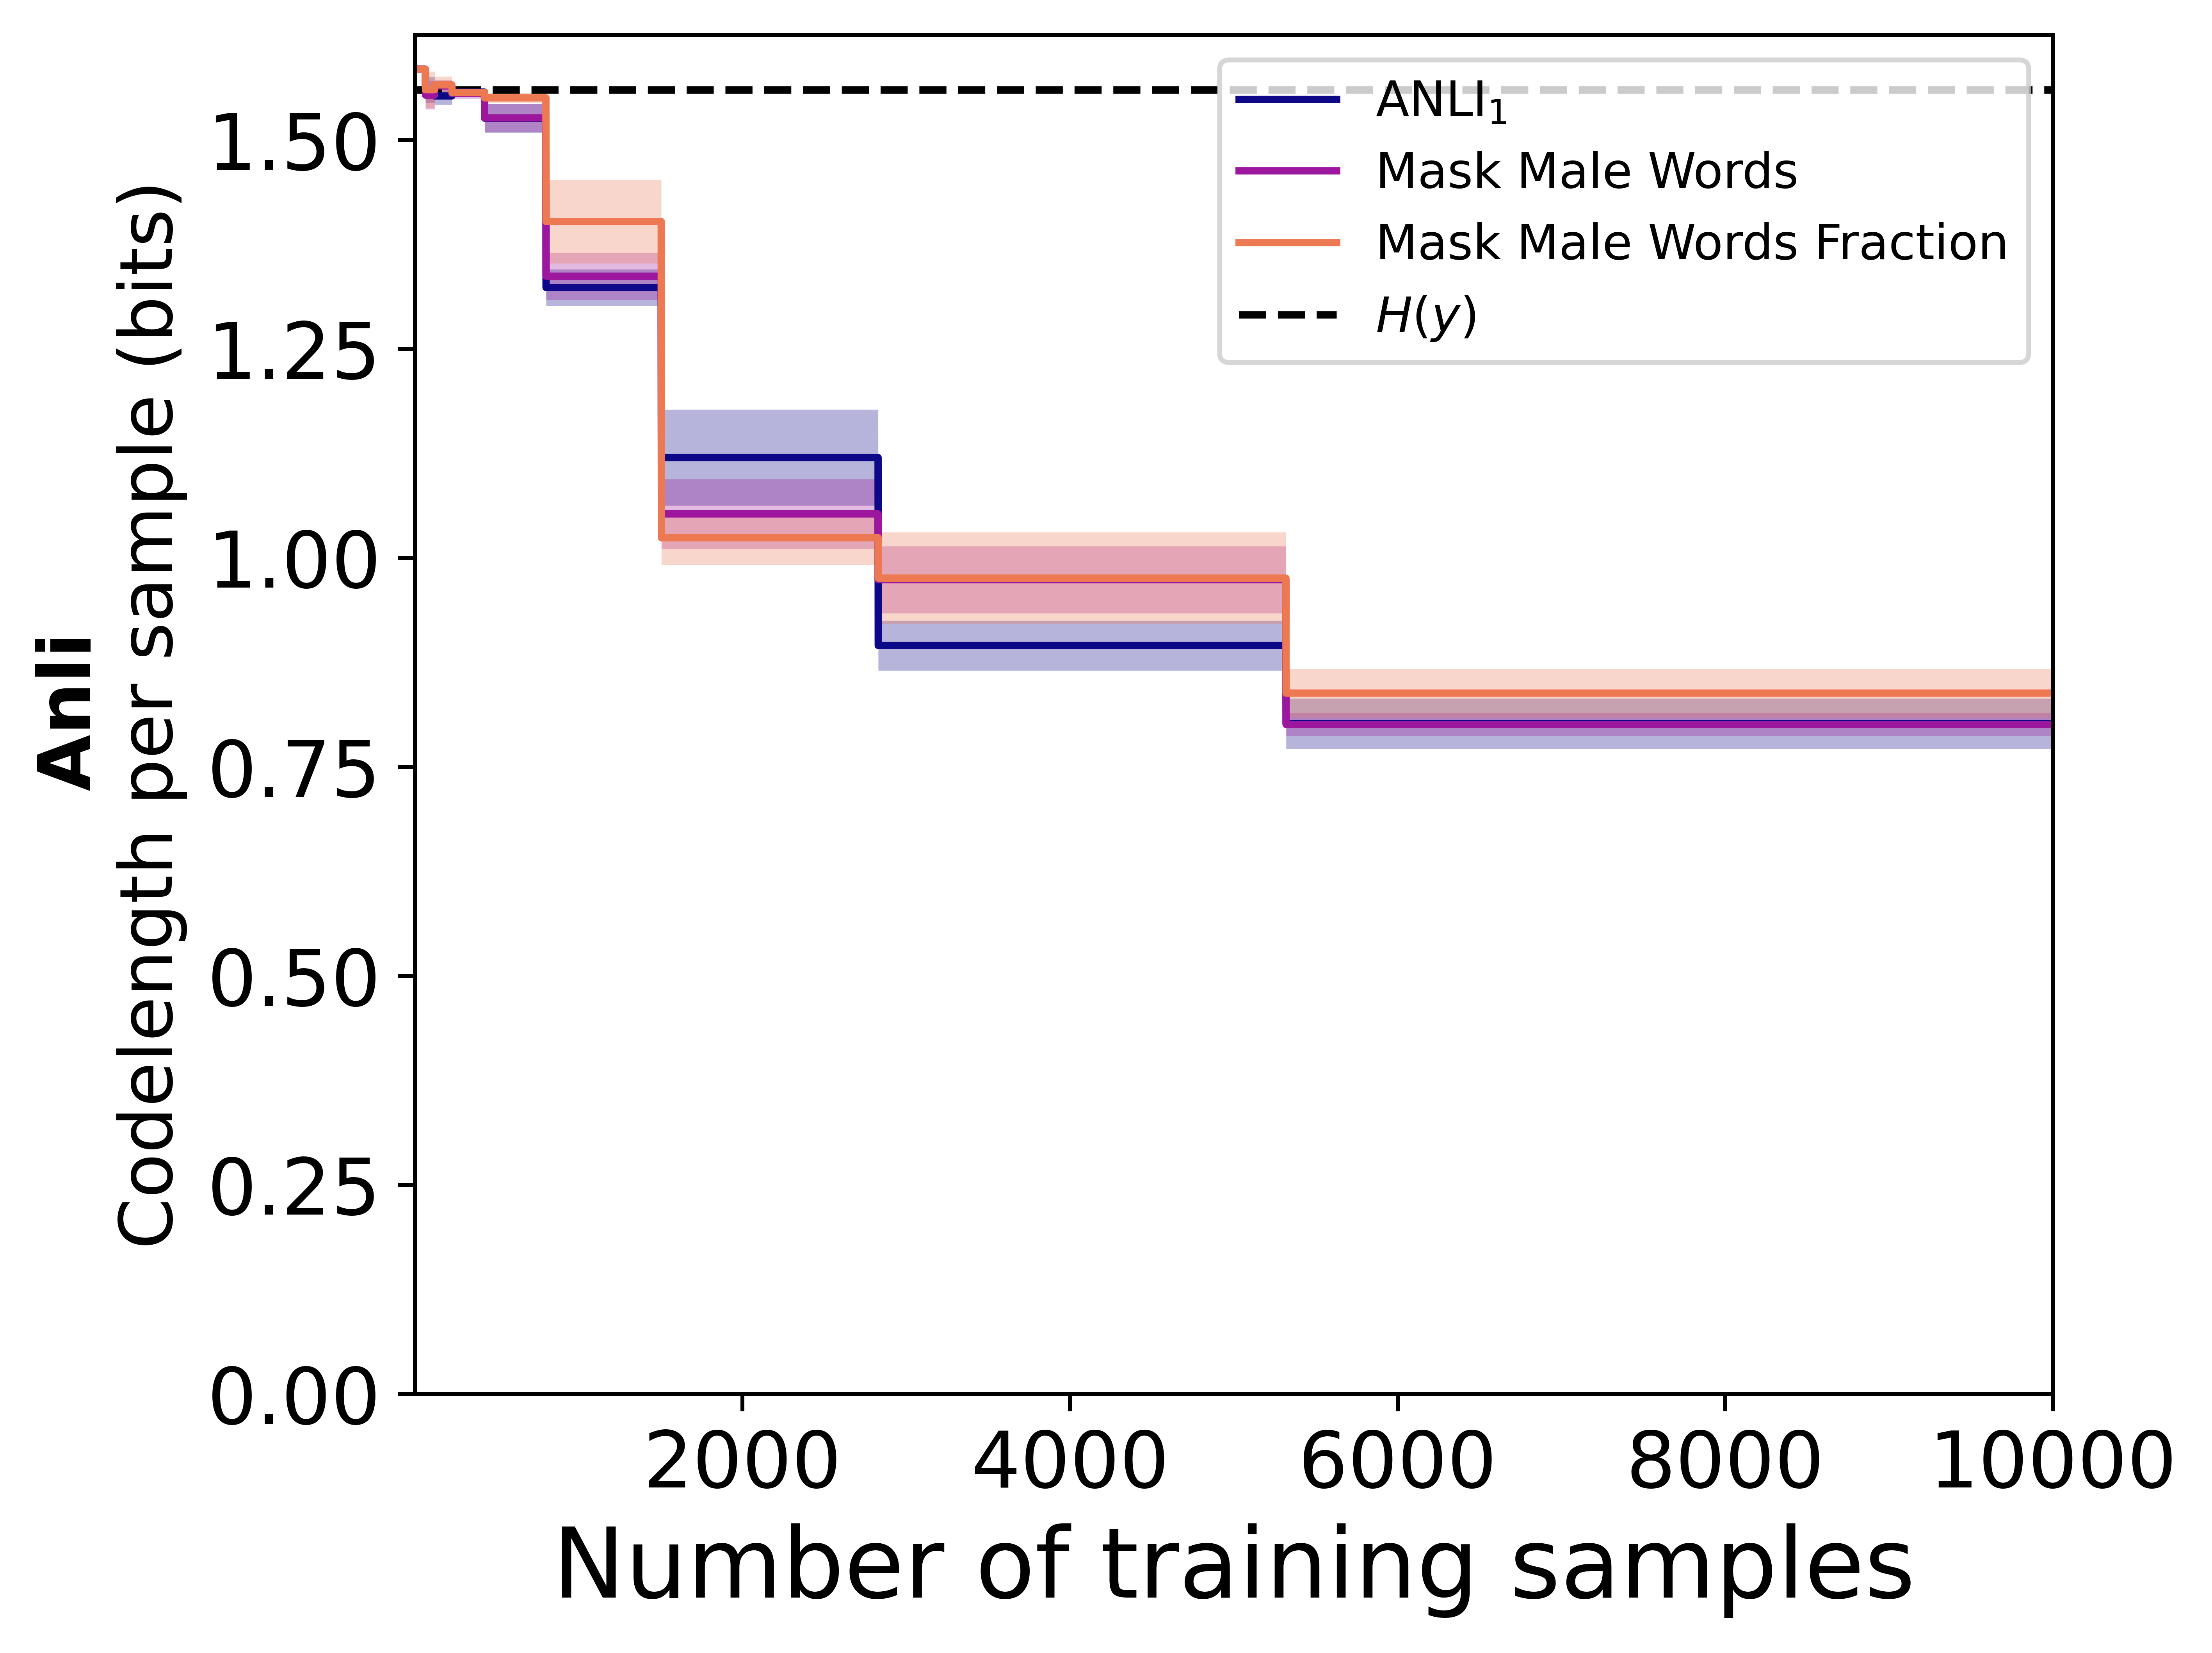 Anli
Codelength per sample (bits)
1.50
1.25
1.00
0.75
0.50
0.25
0.00
ANLI₁
Mask Male Words
Mask Male Words Fraction
H(y)
2000 4000 6000 8000 10000
Number of training samples